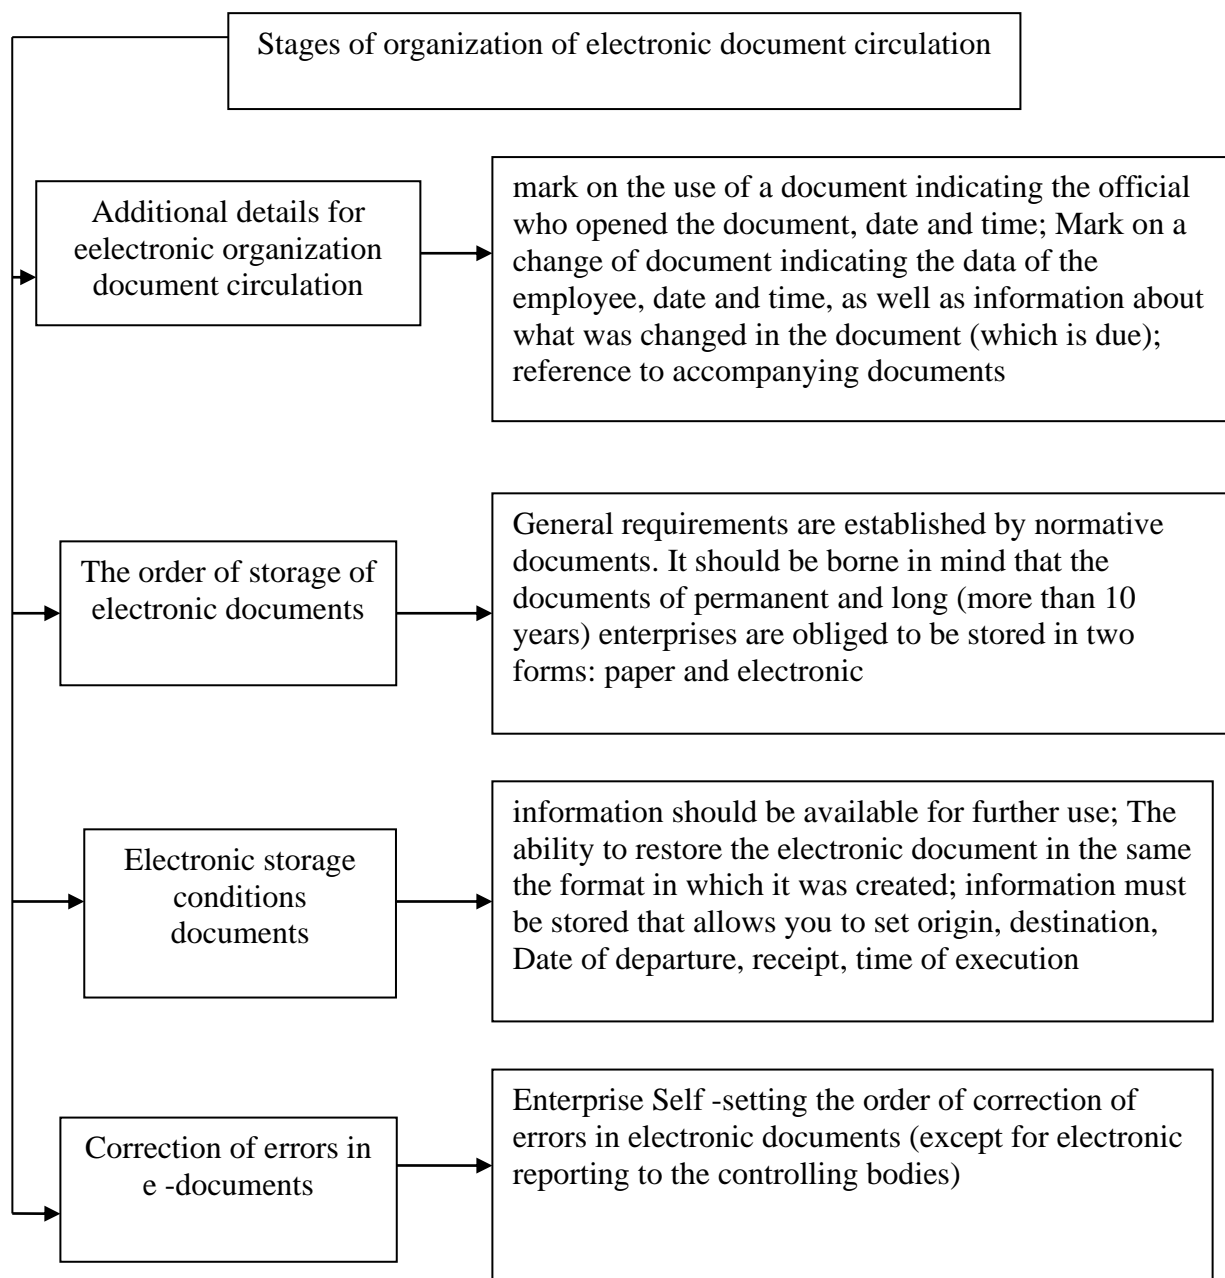 Stages of organization of electronic document circulation
Additional details for
eelectronic organization
document circulation
mark on the use of a document indicating the official
who opened the document, date and time; Mark on a
change of document indicating the data of the
employee, date and time, as well as information about
what was changed in the document (which is due);
reference to accompanying documents
The order of storage of
electronic documents
General requirements are established by normative
documents. It should be borne in mind that the
documents of permanent and long (more than 10
years) enterprises are obliged to be stored in two
forms: paper and electronic
Electronic storage
conditions
documents
information should be available for further use; The
ability to restore the electronic document in the same
the format in which it was created; information must
be stored that allows you to set origin, destination,
Date of departure, receipt, time of execution
Correction of errors in
e -documents
Enterprise Self -setting the order of correction of
errors in electronic documents (except for electronic
reporting to the controlling bodies)